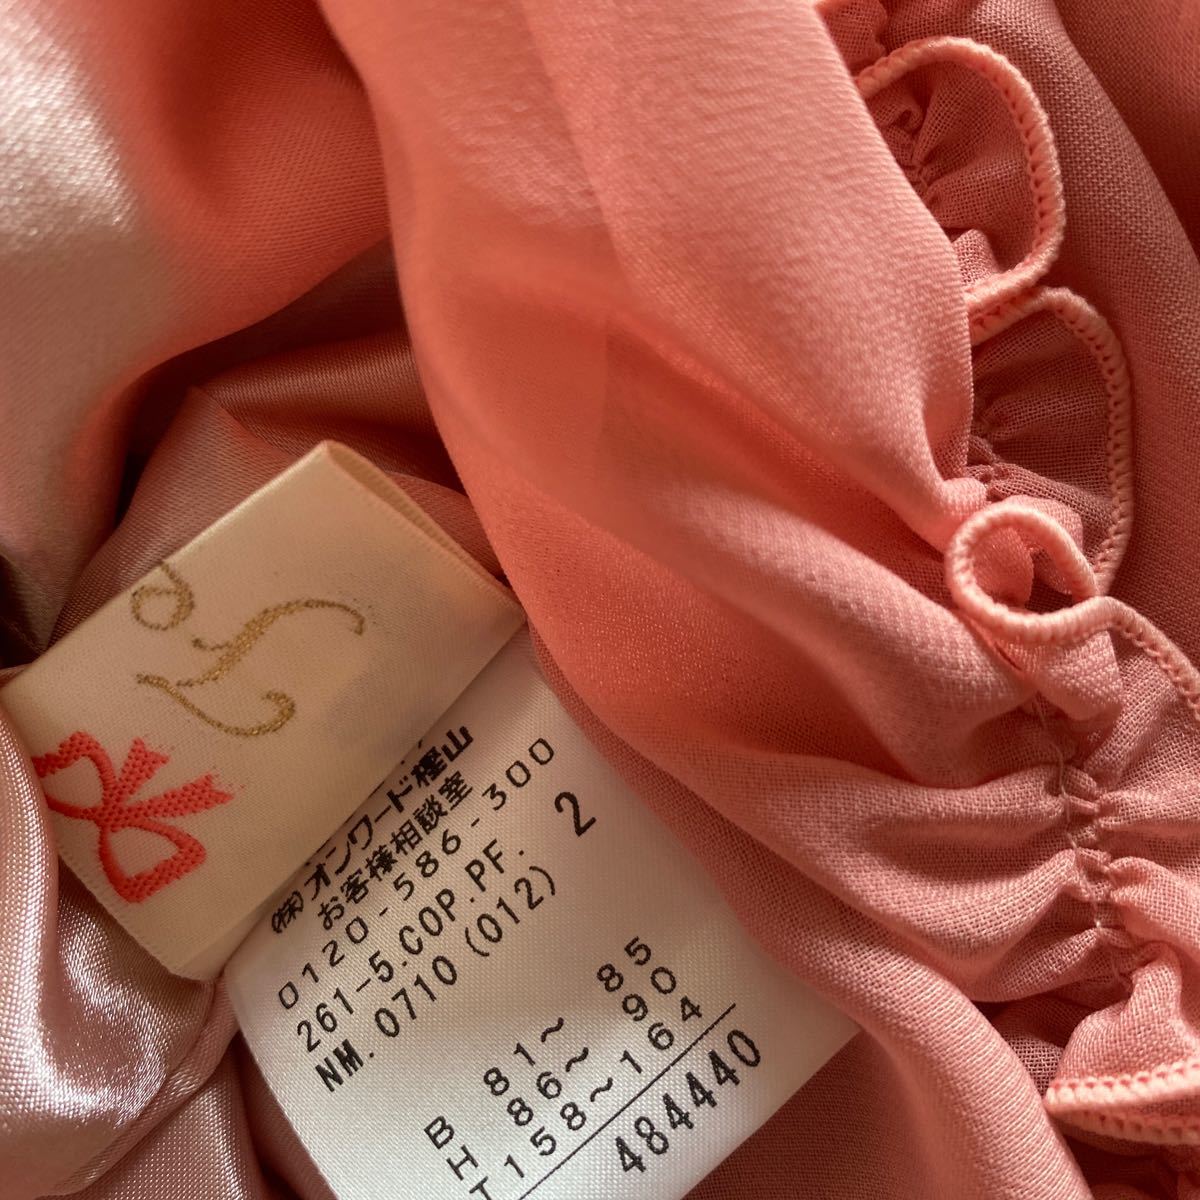 (株)オンワード樫山
お客様相談室
0120-586-300
261-5.COP.PF. 2
NM. 0710 (012)
B 81~85
H 86~90
T 158~164
484440